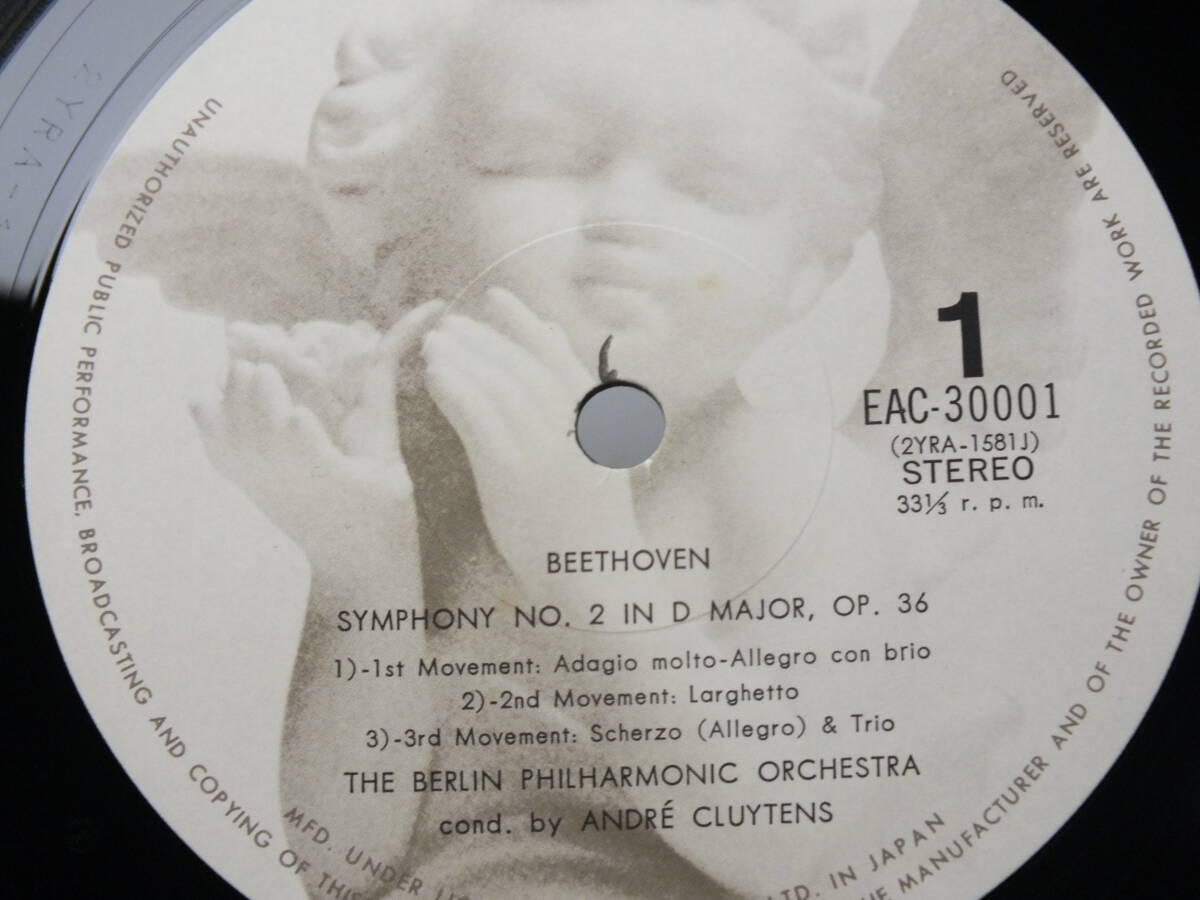 1
EAC-30001
(2YRA-1581J)
STEREO
33⅓ r. p. m.
BEETHOVEN
SYMPHONY NO. 2 IN D MAJOR, OP. 36
1)-1st Movement: Adagio molto-Allegro con brio
2)-2nd Movement: Larghetto
3)-3rd Movement: Scherzo (Allegro) & Trio
THE BERLIN PHILHARMONIC ORCHESTRA
cond. by ANDRÉ CLUYTENS
UNAUTHORIZED PUBLIC PERFORMANCE, BROADCASTING AND COPYING OF THIS
MANUFACTURER AND OF THE OWNER OF THE RECORDED WORK ARE RESERVED
MFD. UNDER
LTD. IN JAPAN
2YRA-